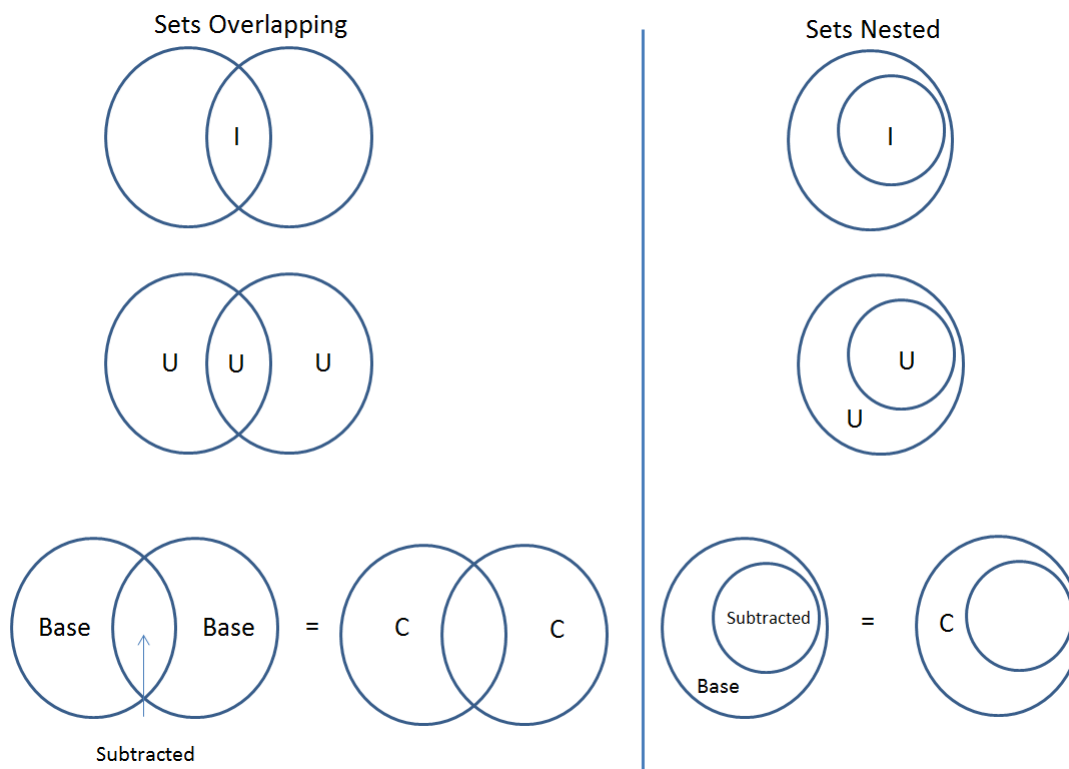 Sets Overlapping
Sets Nested
I
I
U U U
U
U
Base Base = C C
Subtracted
Subtracted = C
Base